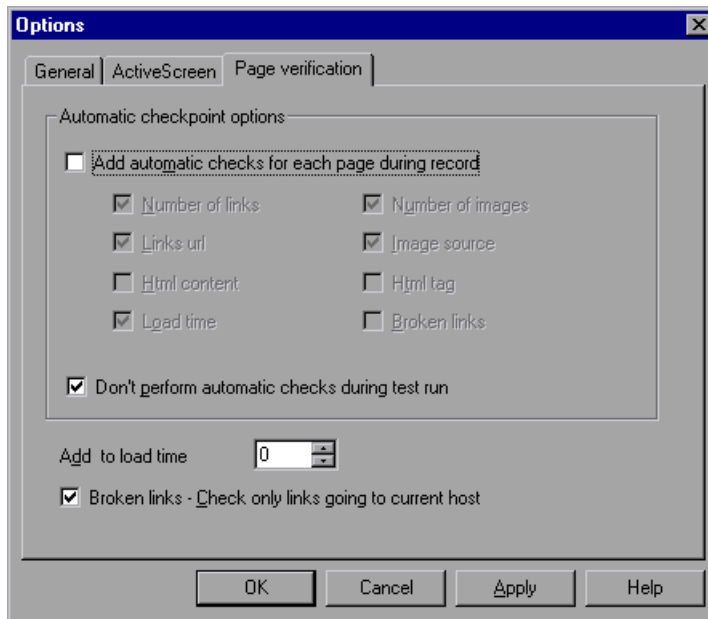 Options
General ActiveScreen Page verification
Automatic checkpoint options
Add automatic checks for each page during record
Number of links Number of images
Links url Image source
Html content Html tag
Load time Broken links
Don't perform automatic checks during test run
Add to load time 0
Broken links - Check only links going to current host
OK Cancel Apply Help